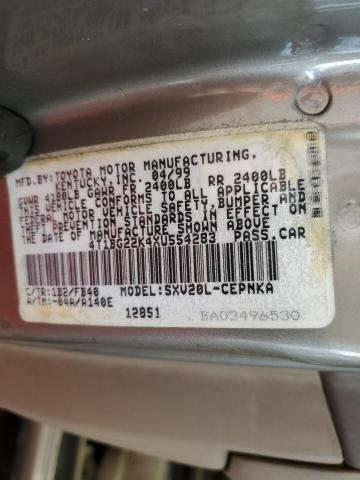 MFD.BY:TOYOTA MOTOR MANUFACTURING,
KENTUCKY, INC. 04/99
GVWR 4180LB GAWR FR 2400LB RR 2400LB
THIS VEHICLE CONFORMS TO ALL APPLICABLE
FEDERAL MOTOR VEHICLE SAFETY, BUMPER, AND
THEFT PREVENTION STANDARDS IN EFFECT ON
THE DATE OF MANUFACTURE SHOWN ABOVE.
4T1BG22K4XU554283 PASS.CAR
C/TR:1B2/FB40 MODEL:SXV20L-CEPNKA
A/TM:-04A/A140E
12851 BA03496530